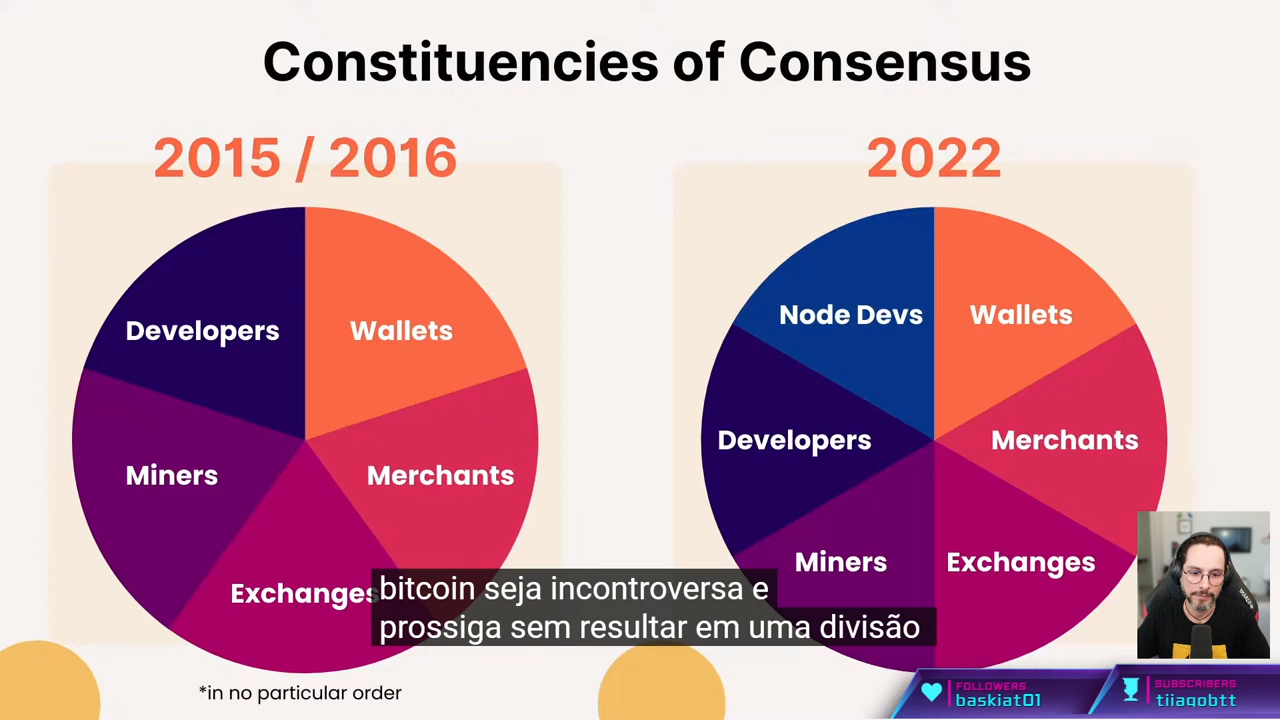 Constituencies of Consensus
2015 / 2016
2022
Developers
Wallets
Miners
Merchants
Exchanges
Node Devs
Wallets
Developers
Merchants
Miners
Exchanges
bitcoin seja incontroversa e
prossiga sem resultar em uma divisão
*in no particular order
FOLLOWERS
baskiat01
SUBSCRIBERS
tiiagobtt